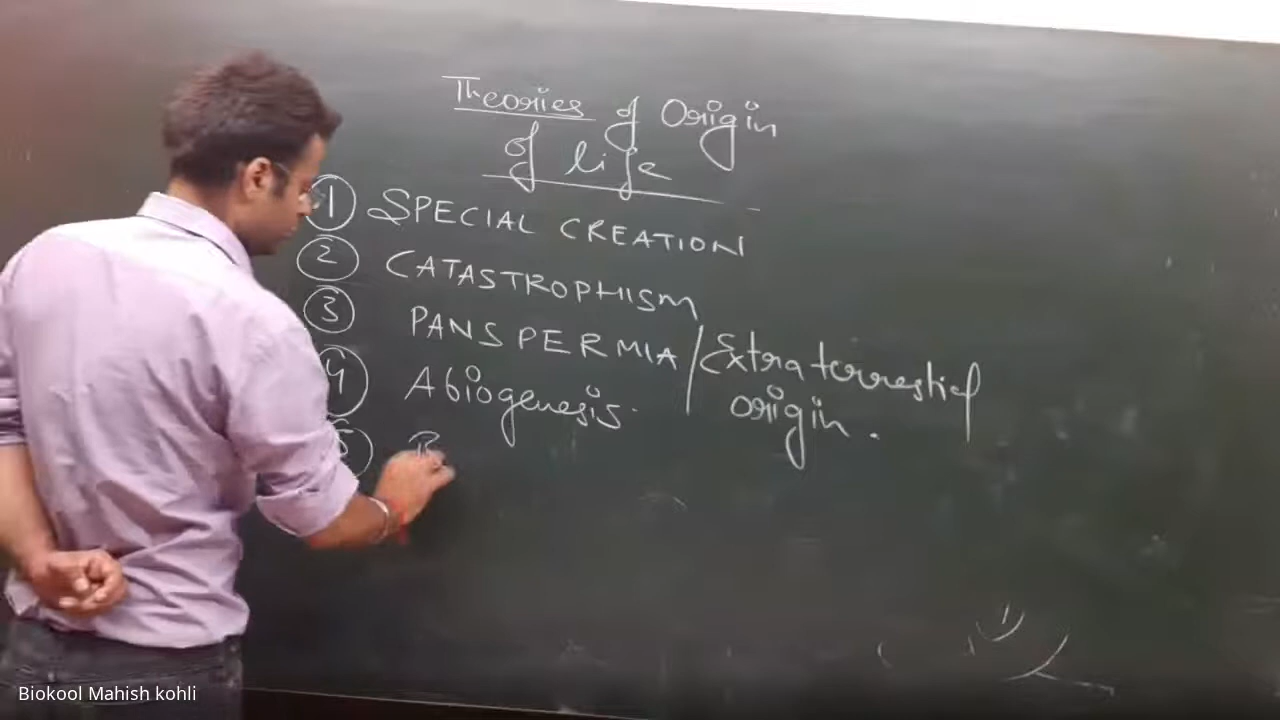 Theories of Origin
of life
1 SPECIAL CREATION
2 CATASTROPHISM
3 PANSPERMIA/Extraterrestial
origin.
4 Abiogenesis.
5 B
Biokool Mahish kohli